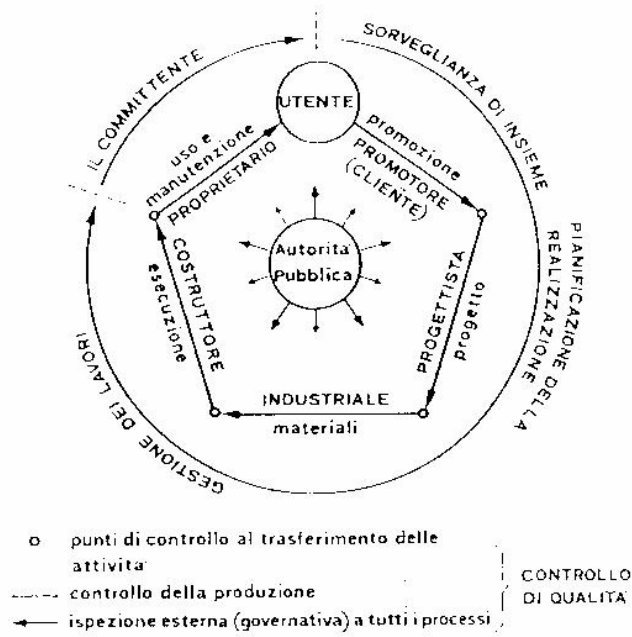 SORVEGLIANZA DI INSIEME
IL COMMITTENTE
UTENTE
uso e
manutenzione
PROPRIETARIO
promozione
PROMOTORE
(CLIENTE)
Autorità
Pubblica
COSTRUTTORE
esecuzione
PROGETTISTA
progetto
PIANIFICAZIONE DELLA
REALIZZAZIONE
INDUSTRIALE
materiali
GESTIONE DEI LAVORI
punti di controllo al trasferimento delle
attività
controllo della produzione
ispezione esterna (governativa) a tutti i processi
CONTROLLO
DI QUALITÀ